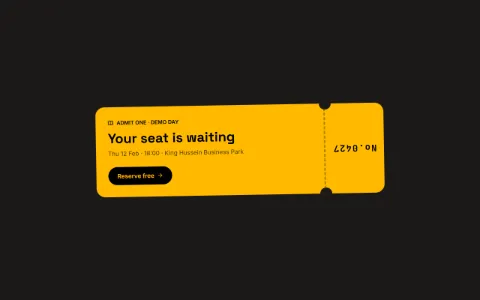 ADMIT ONE · DEMO DAY
Your seat is waiting
Thu 12 Feb · 18:00 · King Hussein Business Park
Reserve free →
No.0427